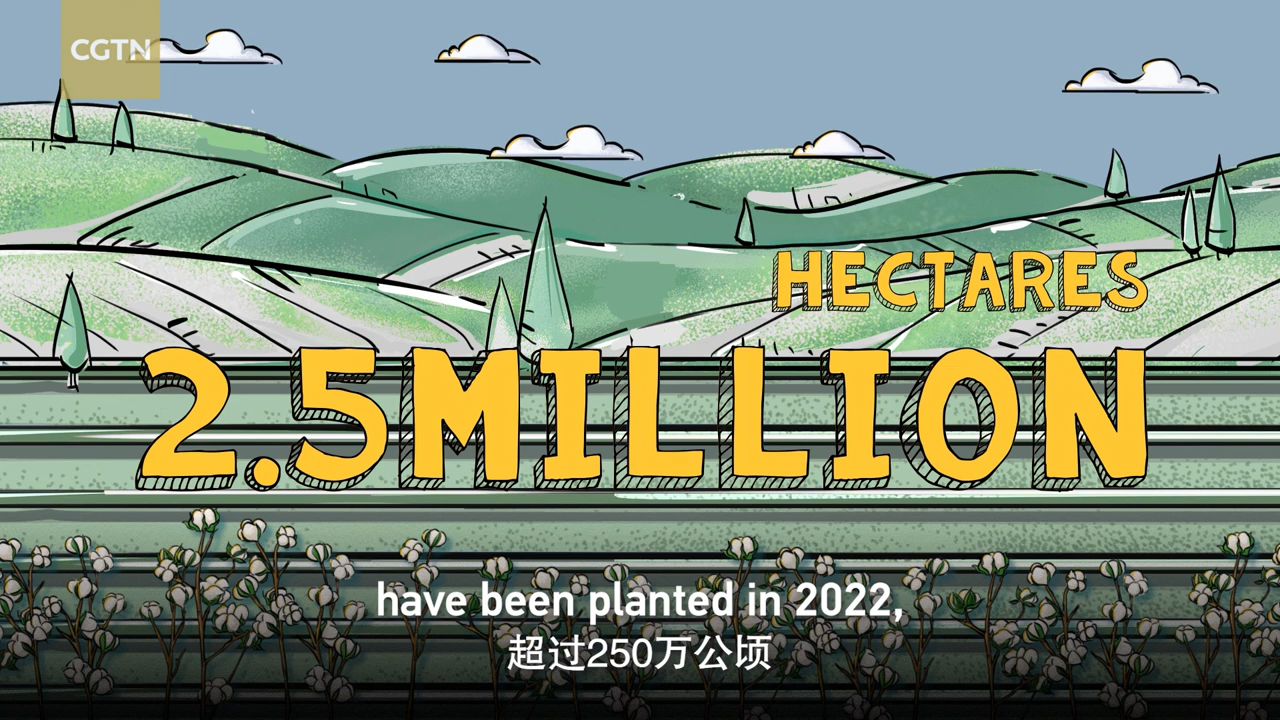 CGTN
HECTARES
2.5MILLION
have been planted in 2022,
超过250万公顷